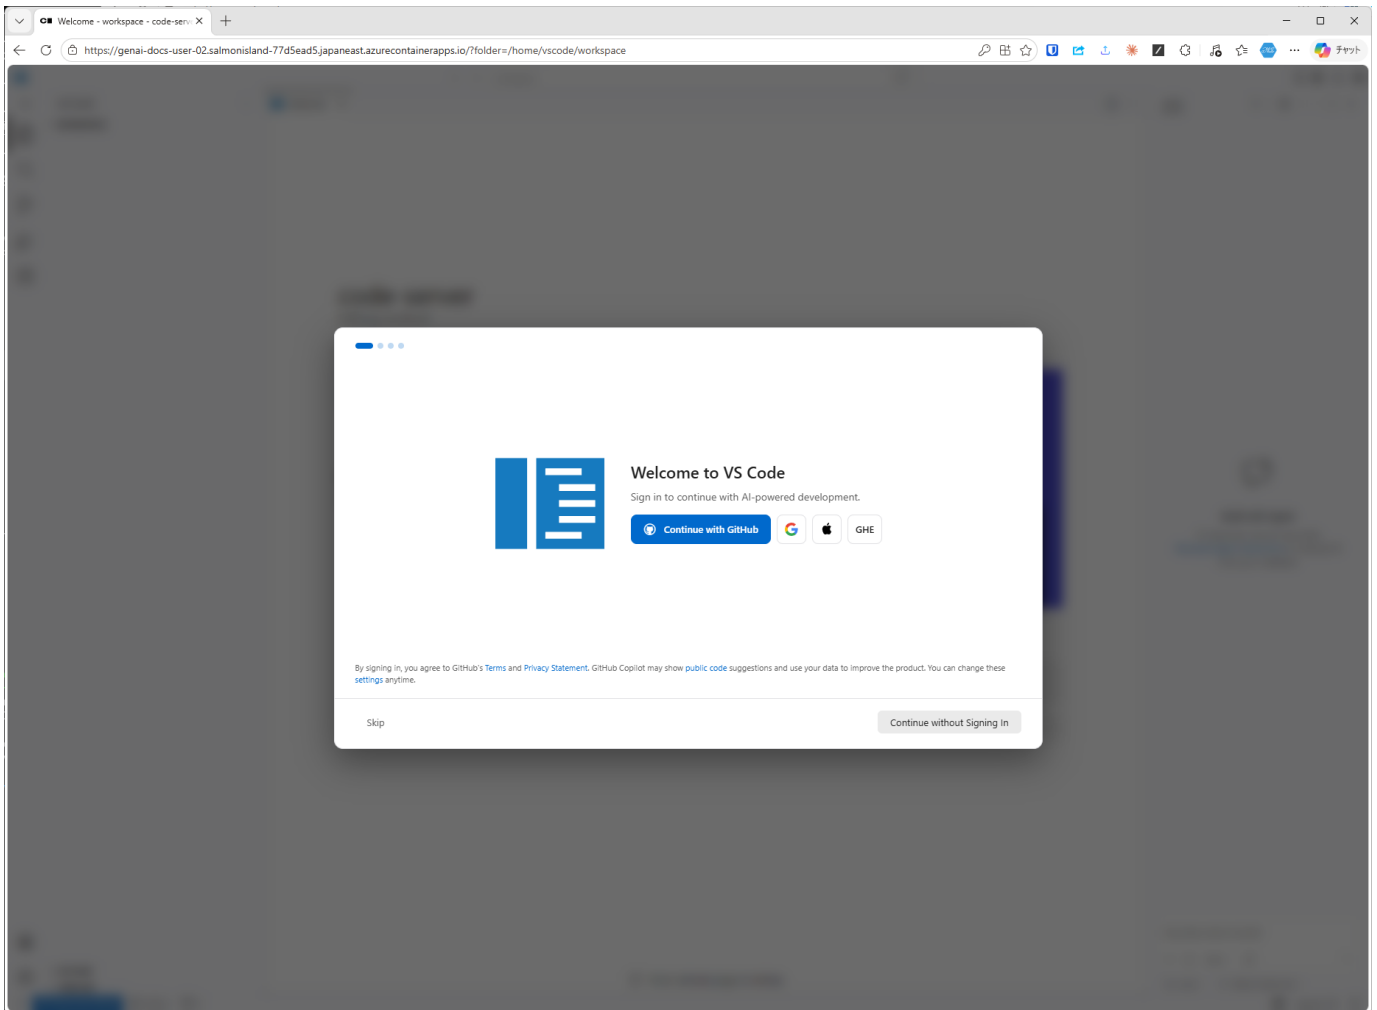 Welcome - workspace - code-serv
https://genai-docs-user-02.salmonisland-77d5ead5.japaneast.azurecontainerapps.io/?folder=/home/vscode/workspace
チャット
code-server
Welcome to VS Code
Sign in to continue with AI-powered development.
Continue with GitHub
GHE
By signing in, you agree to GitHub's Terms and Privacy Statement. GitHub Copilot may show public code suggestions and use your data to improve the product. You can change these
settings anytime.
Skip
Continue without Signing In